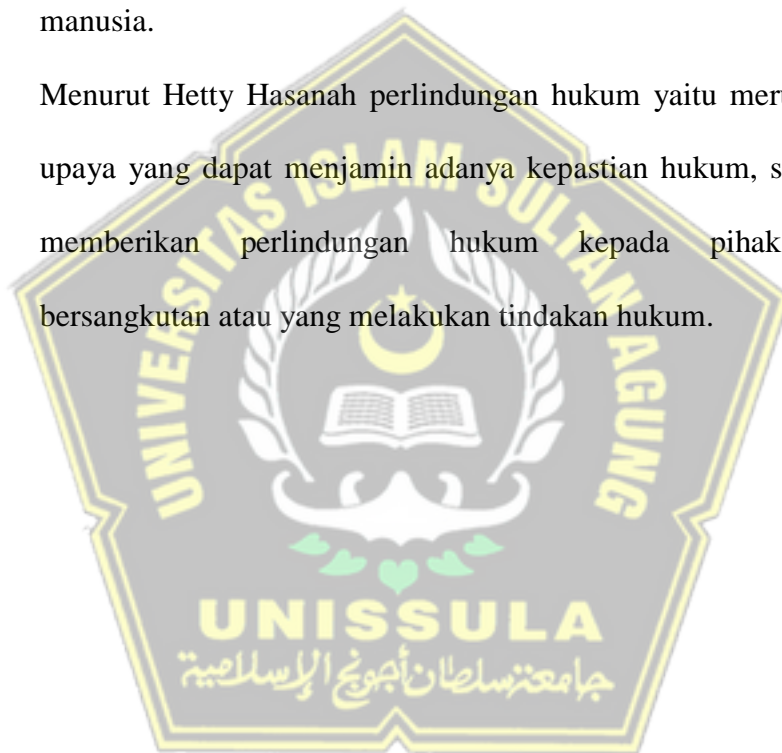 manusia.
Menurut Hetty Hasanah perlindungan hukum yaitu
upaya yang dapat menjamin adanya kepastian hukum,
memberikan perlindungan hukum kepada pihak
bersangkutan atau yang melakukan tindakan hukum.
UNIVERSITAS ISLAM SULTAN AGUNG
UNISSULA
جامعة سلطان أجونج الإسلامية